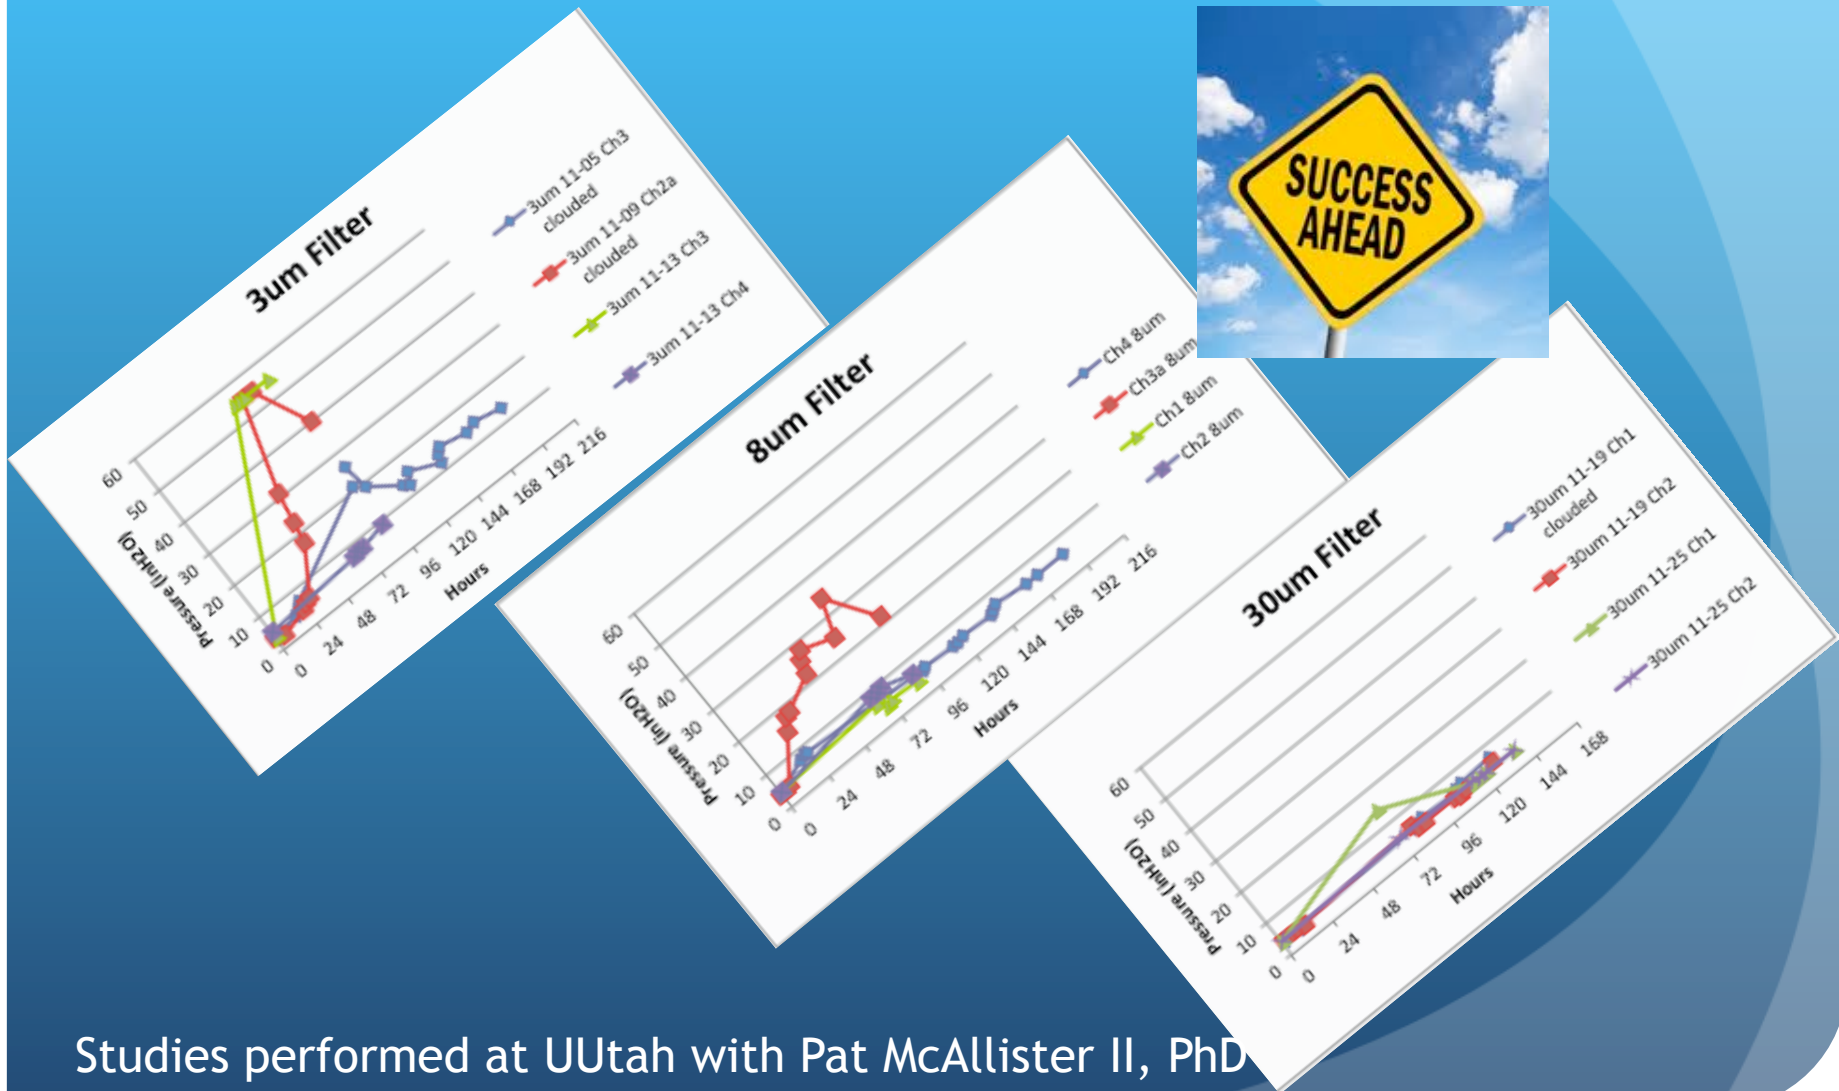 3um Filter
60
50
40
30
20
10
0
Pressure (inH2O)
0
24
48
72
96
120
144
168
192
216
Hours
3um 11-05 Ch3
clouded
3um 11-09 Ch2a
clouded
3um 11-13 Ch3
3um 11-13 Ch4
8um Filter
60
50
40
30
20
10
0
Pressure (inH2O)
0
24
48
72
96
120
144
168
192
216
Hours
Ch4 8um
Ch3a 8um
Ch1 8um
Ch2 8um
SUCCESS
AHEAD
30um Filter
60
50
40
30
20
10
0
Pressure (inH2O)
0
24
48
72
96
120
144
168
Hours
30um 11-19 Ch1
clouded
30um 11-19 Ch2
30um 11-25 Ch1
30um 11-25 Ch2
Studies performed at UUtah with Pat McAllister II, PhD